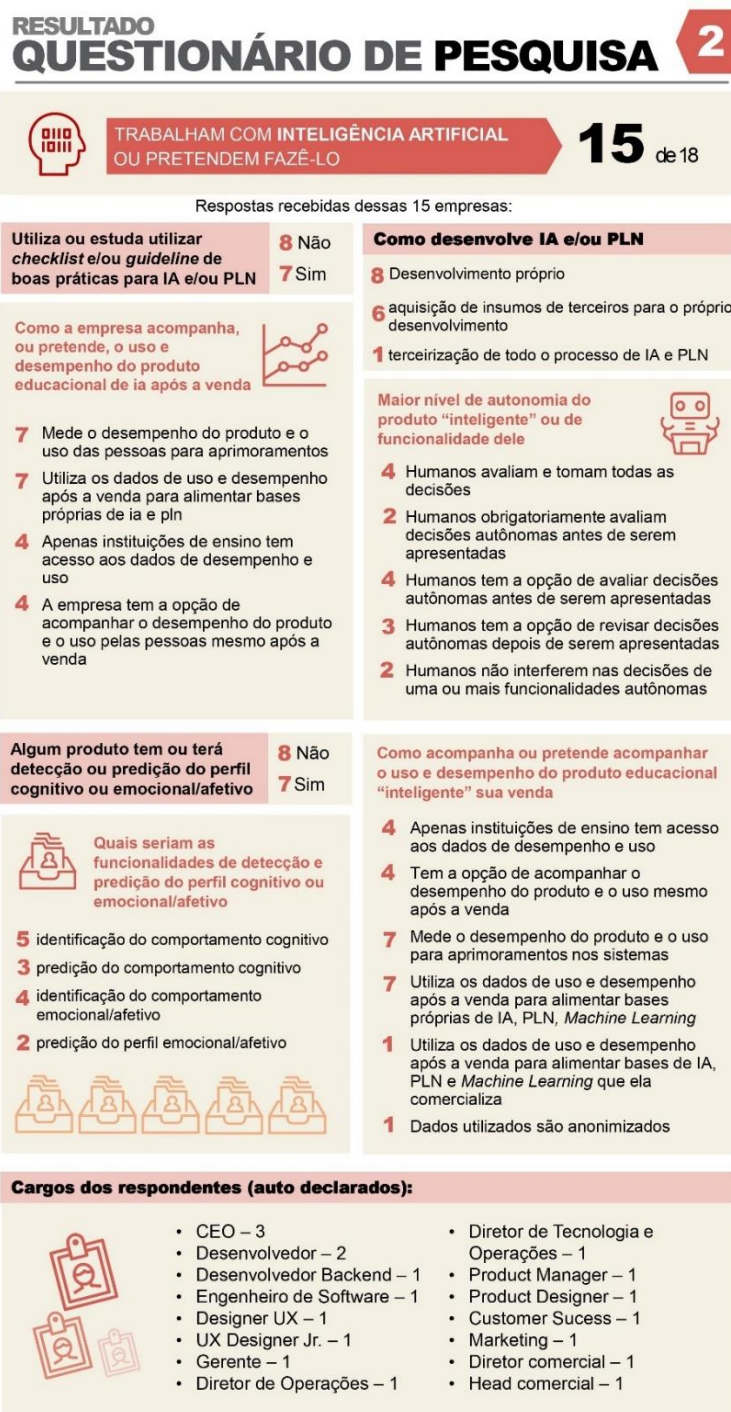 RESULTADO
QUESTIONÁRIO DE PESQUISA
2
0110
10111
TRABALHAM COM INTELIGÊNCIA ARTIFICIAL
OU PRETENDEM FAZÊ-LO
15 de 18
Respostas recebidas dessas 15 empresas:
Utiliza ou estuda utilizar
checklist e/ou guideline de
boas práticas para IA e/ou PLN
8 Não
7 Sim
Como a empresa acompanha,
ou pretende, o uso e
desempenho do produto
educacional de ia após a venda
7 Mede o desempenho do produto e o
uso das pessoas para aprimoramentos
7 Utiliza os dados de uso e desempenho
após a venda para alimentar bases
próprias de ia e pln
4 Apenas instituições de ensino tem
acesso aos dados de desempenho e
uso
4 A empresa tem a opção de
acompanhar o desempenho do produto
e o uso pelas pessoas mesmo após a
venda
Como desenvolve IA e/ou PLN
8 Desenvolvimento próprio
6 aquisição de insumos de terceiros para o próprio
desenvolvimento
1 terceirização de todo o processo de IA e PLN
Maior nível de autonomia do
produto “inteligente” ou de
funcionalidade dele
4 Humanos avaliam e tomam todas as
decisões
2 Humanos obrigatoriamente avaliam
decisões autônomas antes de serem
apresentadas
4 Humanos tem a opção de avaliar decisões
autônomas antes de serem apresentadas
3 Humanos tem a opção de revisar decisões
autônomas depois de serem apresentadas
2 Humanos não interferem nas decisões de
uma ou mais funcionalidades autônomas
Algum produto tem ou terá
detecção ou predição do perfil
cognitivo ou emocional/afetivo
8 Não
7 Sim
Quais seriam as
funcionalidades de detecção e
predição do perfil cognitivo ou
emocional/afetivo
5 identificação do comportamento cognitivo
3 predição do comportamento cognitivo
4 identificação do comportamento
emocional/afetivo
2 predição do perfil emocional/afetivo
Como acompanha ou pretende acompanhar
o uso e desempenho do produto educacional
“inteligente” sua venda
4 Apenas instituições de ensino tem acesso
aos dados de desempenho e uso
4 Tem a opção de acompanhar o
desempenho do produto e o uso mesmo
após a venda
7 Mede o desempenho do produto e o uso
para aprimoramentos nos sistemas
7 Utiliza os dados de uso e desempenho
após a venda para alimentar bases
próprias de IA, PLN, Machine Learning
1 Utiliza os dados de uso e desempenho
após a venda para alimentar bases de IA,
PLN e Machine Learning que ela
comercializa
1 Dados utilizados são anonimizados
Cargos dos respondentes (auto declarados):
• CEO – 3
• Desenvolvedor – 2
• Desenvolvedor Backend – 1
• Engenheiro de Software – 1
• Designer UX – 1
• UX Designer Jr. – 1
• Gerente – 1
• Diretor de Operações – 1
• Diretor de Tecnologia e
Operações – 1
• Product Manager – 1
• Product Designer – 1
• Customer Sucess – 1
• Marketing – 1
• Diretor comercial – 1
• Head comercial – 1